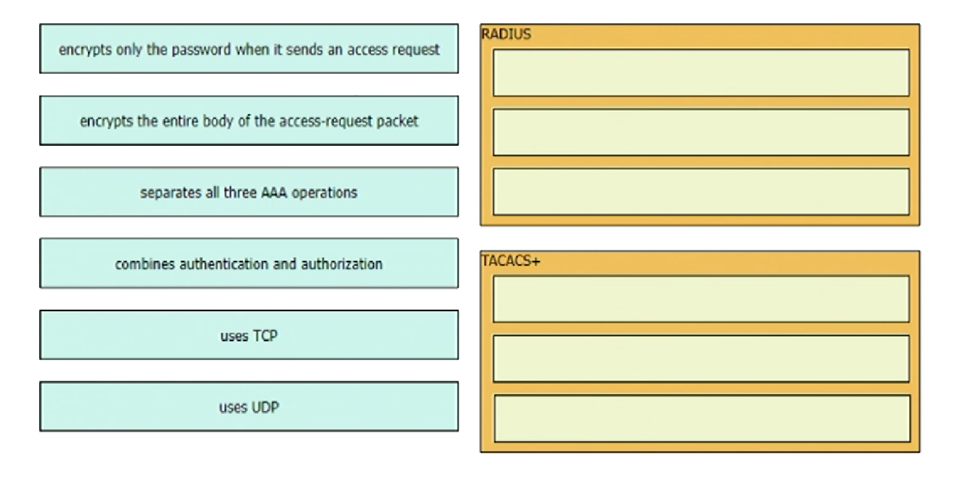 encrypts only the password when it sends an access request
encrypts the entire body of the access-request packet
separates all three AAA operations
combines authentication and authorization
uses TCP
uses UDP
RADIUS
TACACS+